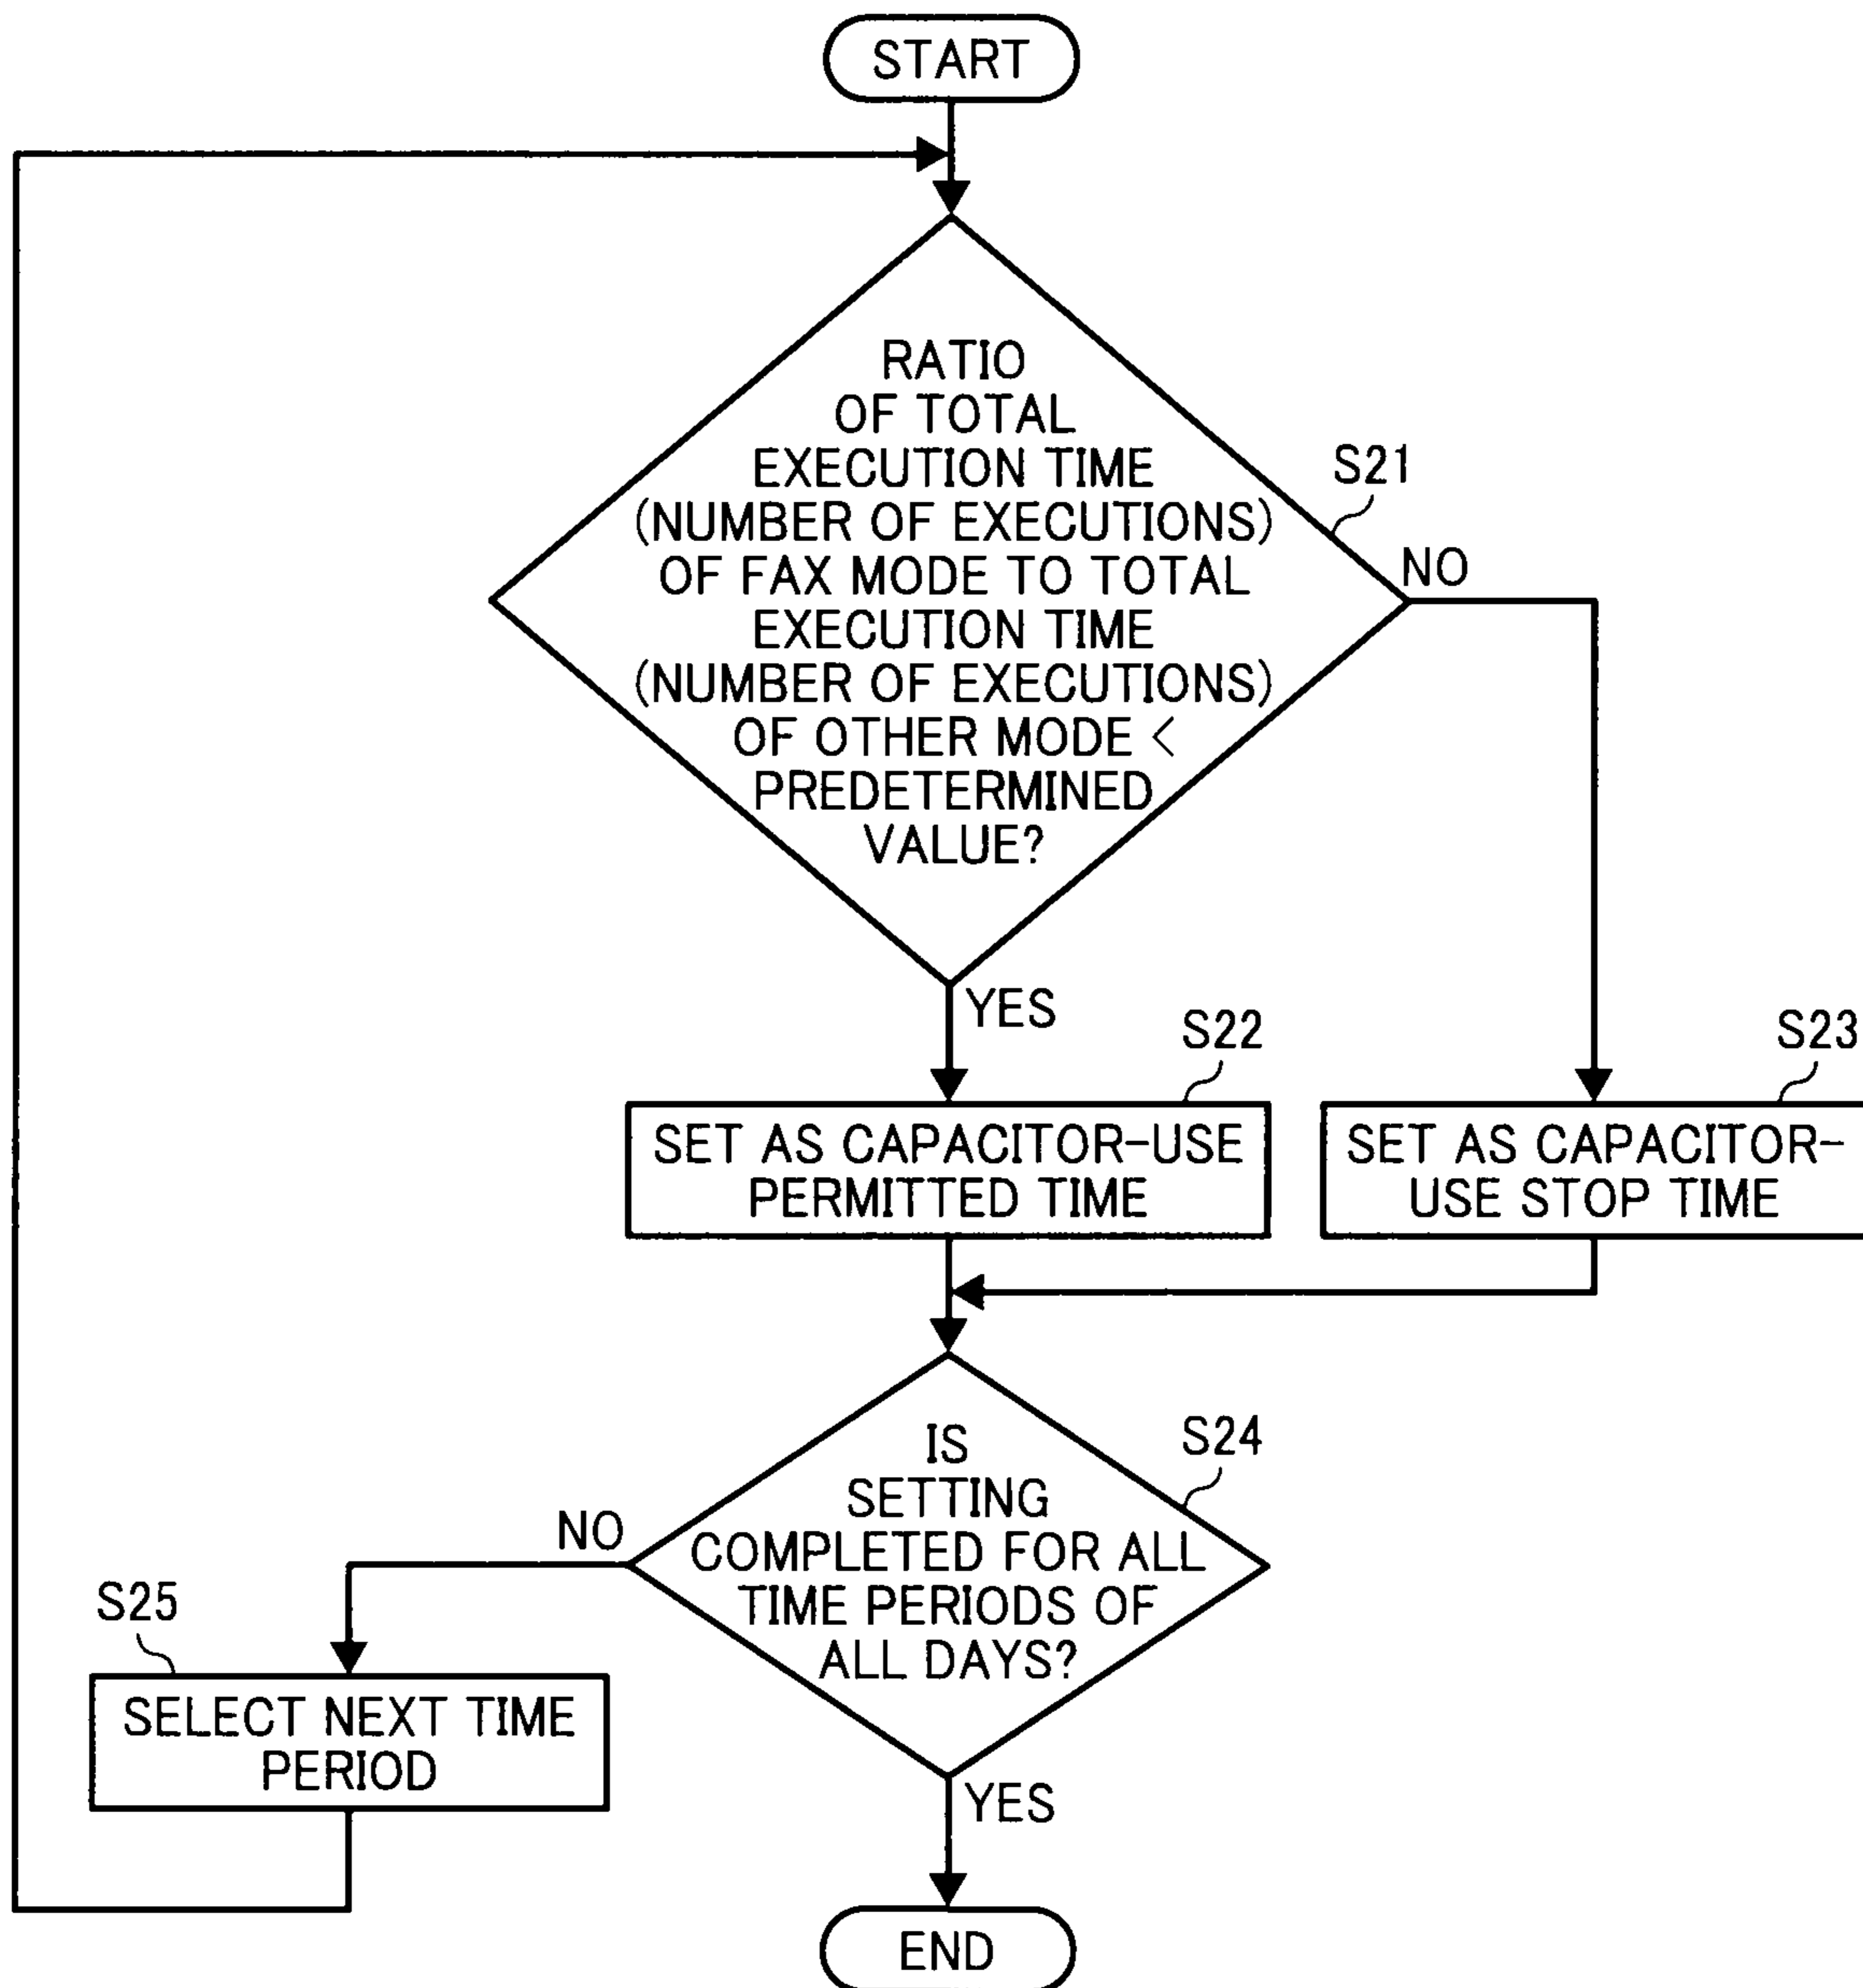 START
RATIO
OF TOTAL
EXECUTION TIME
(NUMBER OF EXECUTIONS)
OF FAX MODE TO TOTAL
EXECUTION TIME
(NUMBER OF EXECUTIONS)
OF OTHER MODE <
PREDETERMINED
VALUE?
S21
NO
YES
S22
SET AS CAPACITOR-USE
PERMITTED TIME
S23
SET AS CAPACITOR-
USE STOP TIME
IS
SETTING
COMPLETED FOR ALL
TIME PERIODS OF
ALL DAYS?
S24
NO
S25
SELECT NEXT TIME
PERIOD
YES
END